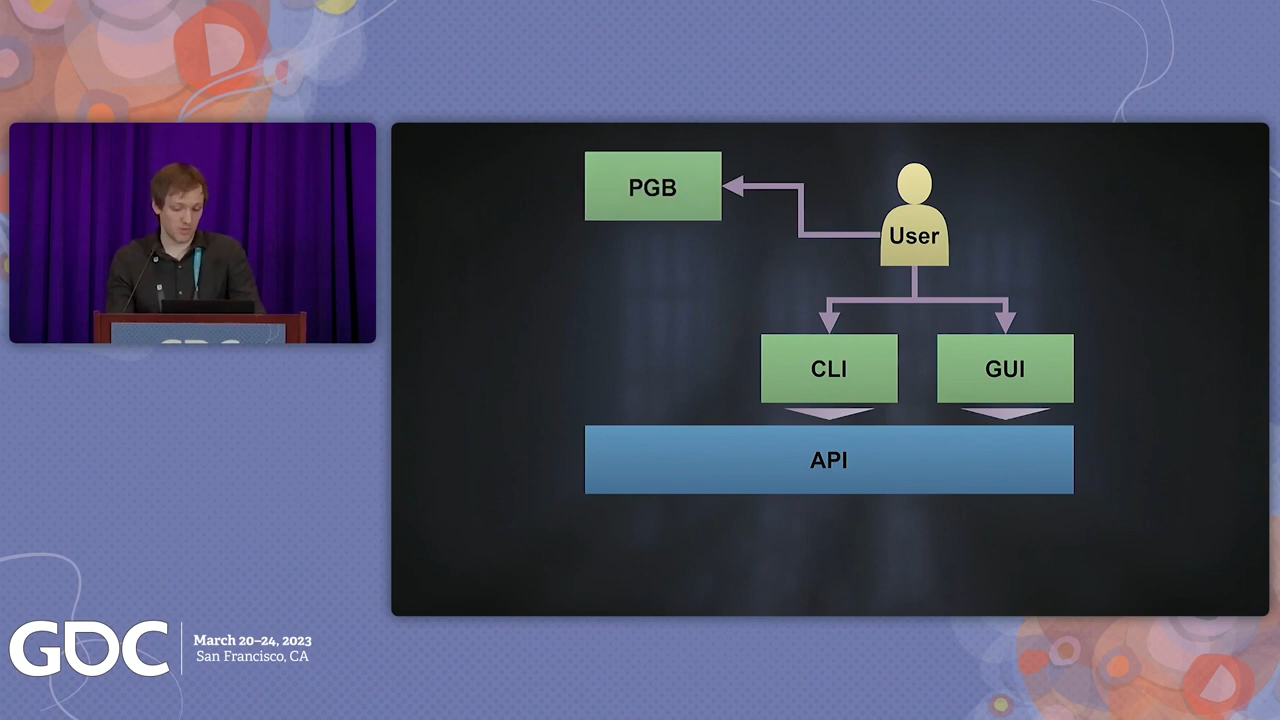 PGB
User
CLI
GUI
API
GDC
March 20–24, 2023
San Francisco, CA